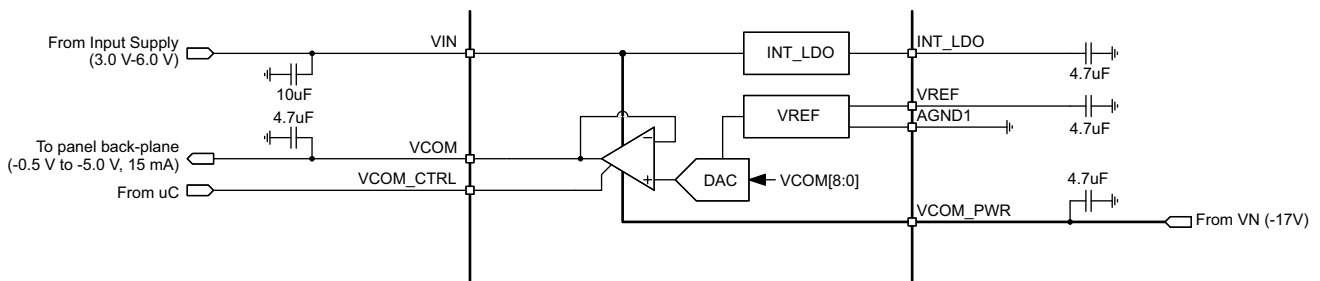 From Input Supply
(3.0 V-6.0 V)
VIN
INT_LDO
INT_LDO
4.7uF
10uF
VREF
VREF
AGND1
4.7uF
4.7uF
To panel back-plane
(-0.5 V to -5.0 V, 15 mA)
VCOM
–
+
DAC
VCOM[8:0]
From uC
VCOM_CTRL
4.7uF
VCOM_PWR
From VN (-17V)